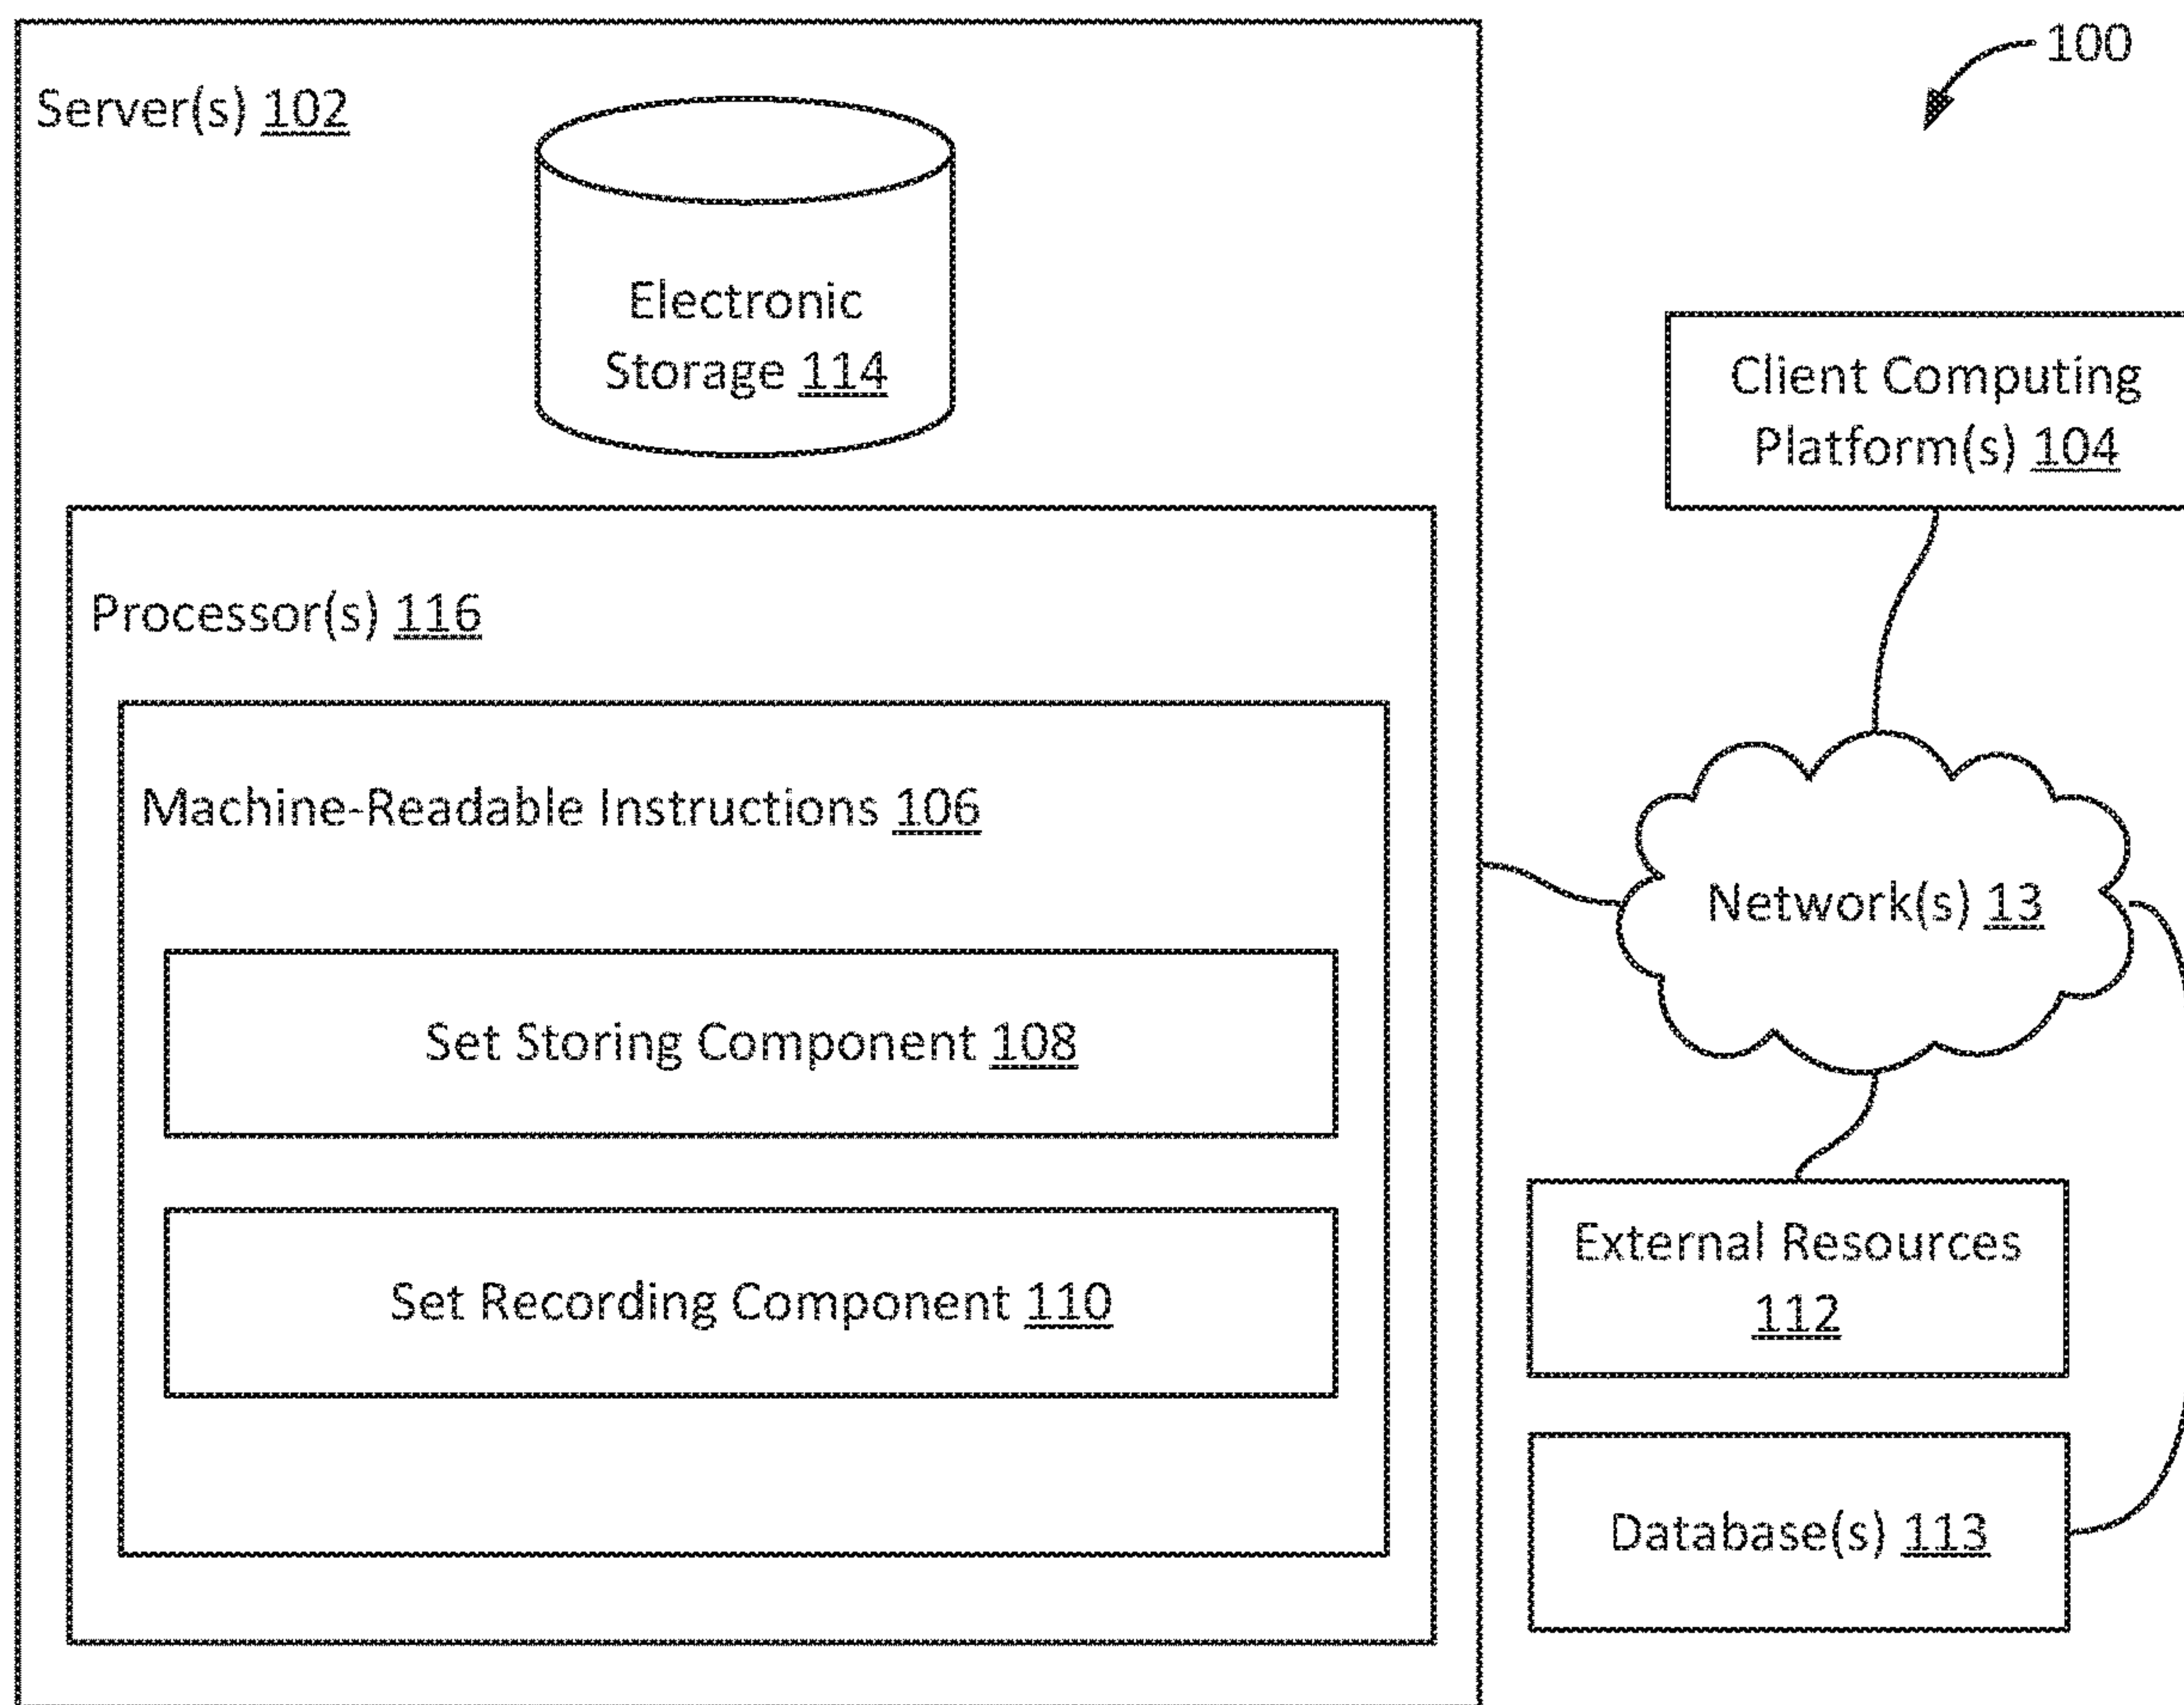 100
Server(s) 102
Electronic
Storage 114
Client Computing
Platform(s) 104
Processor(s) 116
Machine-Readable Instructions 106
Network(s) 13
Set Storing Component 108
External Resources
112
Set Recording Component 110
Database(s) 113